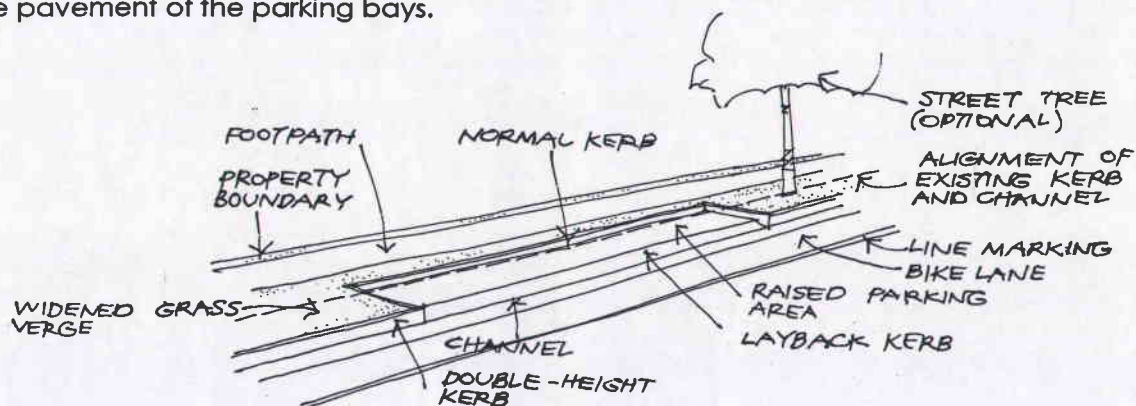 e pavement of the parking bays.
STREET TREE
(OPTIONAL)
FOOTPATH
NORMAL KERB
ALIGNMENT OF
EXISTING KERB
AND CHANNEL
PROPERTY
BOUNDARY
LINE MARKING
BIKE LANE
WIDENED GRASS
VERGE
RAISED PARKING
AREA
CHANNEL
LAYBACK KERB
DOUBLE-HEIGHT
KERB